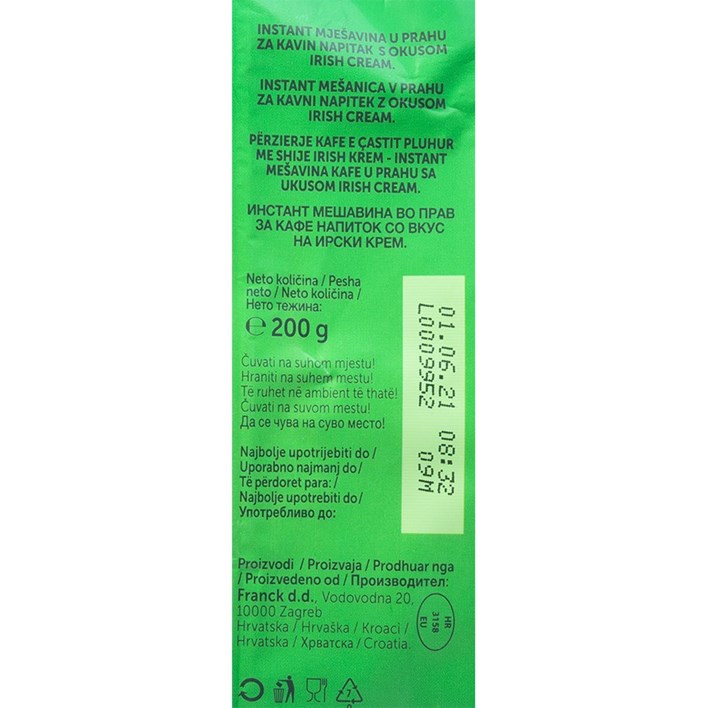 INSTANT MJEŠAVINA U PRAHU
ZA KAVIN NAPITAK S OKUSOM
IRISH CREAM.
INSTANT MEŠANICA V PRAHU
ZA KAVNI NAPITEK Z OKUSOM
IRISH CREAM.
PËRZIERJE KAFE E ÇASTIT PLUHUR
ME SHIJE IRISH KREM - INSTANT
MEŠAVINA KAFE U PRAHU SA
UKUSOM IRISH CREAM.
ИНСТАНТ МЕШАВИНА ВО ПРАВ
ЗА КАФЕ НАПИТОК СО ВКУС
НА ИРСКИ КРЕМ.
Neto količina / Pesha
neto / Neto količina /
Нето тежина:
℮ 200 g
Čuvati na suhom mjestu!
Hraniti na suhem mestu!
Të ruhet në ambient të thatë!
Čuvati na suvom mestu!
Да се чува на суво место!
01.06.21 08:32
L0009952 09M
Najbolje upotrijebiti do /
Uporabno najmanj do/
Të përdoret para: /
Najbolje upotrebiti do/
Употребливо до:
Proizvodi / Proizvaja / Prodhuar nga
/ Proizvedeno od / Производител:
Franck d.d., Vodovodna 20,
10000 Zagreb
Hrvatska / Hrvaška / Kroaci /
Hrvatska / Хрватска / Croatia.
HR
3158
EU
7